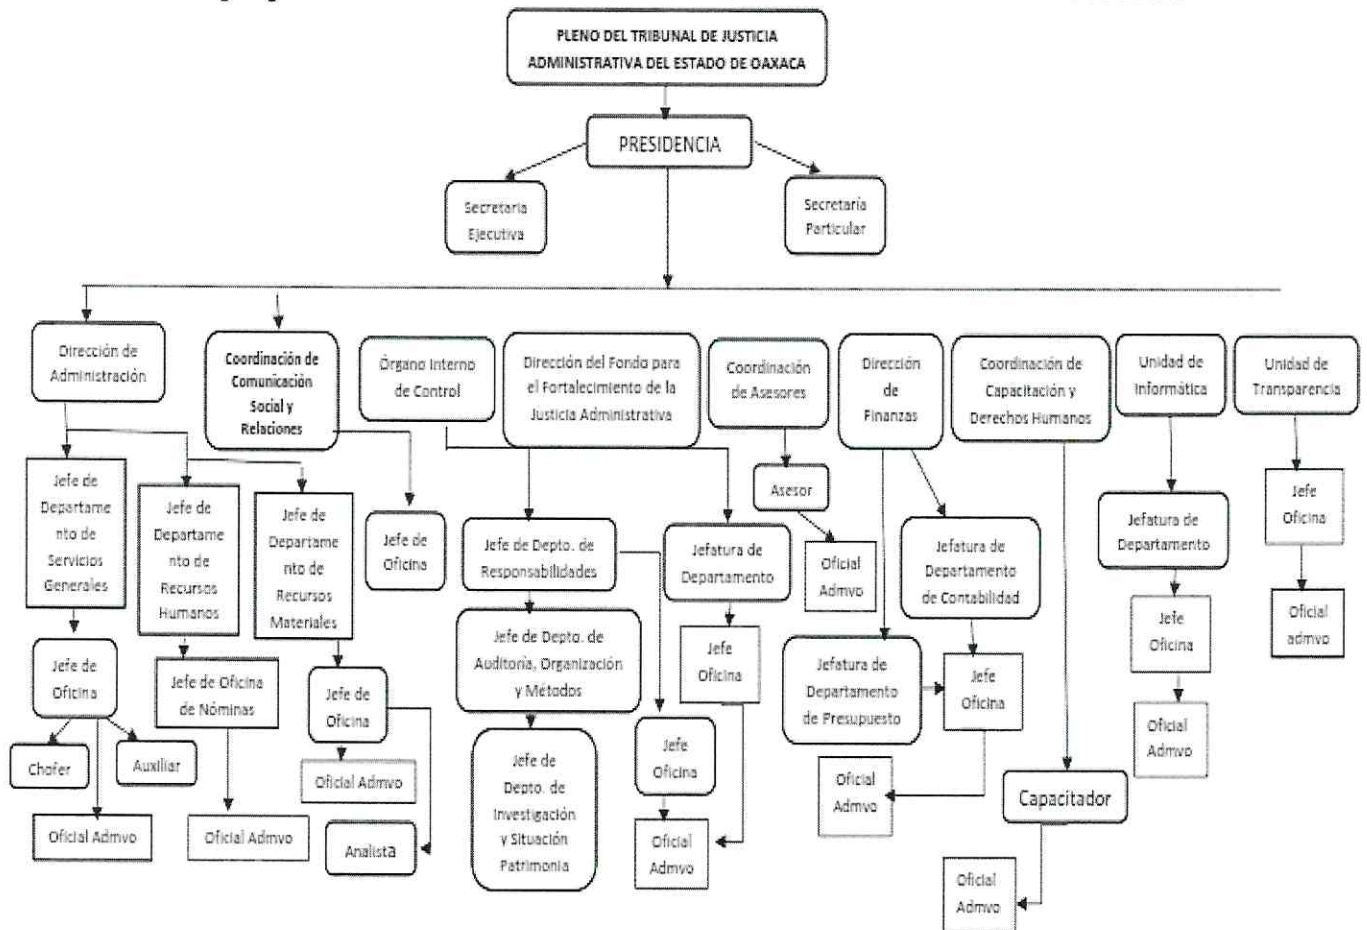 PLENO DEL TRIBUNAL DE JUSTICIA
ADMINISTRATIVA DEL ESTADO DE OAXACA
PRESIDENCIA
Secretaria
Ejecutiva
Secretaría
Particular
Dirección de
Administración
Coordinación de
Comunicación
Social y
Relaciones
Órgano Interno
de Control
Dirección del Fondo para
el Fortalecimiento de la
Justicia Administrativa
Coordinación
de Asesores
Dirección
de
Finanzas
Coordinación de
Capacitación y
Derechos Humanos
Unidad de
Informática
Unidad de
Transparencia
Jefe de
Departame
nto de
Servicios
Generales
Jefe de
Departame
nto de
Recursos
Humanos
Jefe de
Departame
nto de
Recursos
Materiales
Jefe de
Oficina
Jefe de Depto. de
Responsabilidades
Jefatura de
Departamento
Asesor
Oficial
Admvo
Jefatura de
Departamento
de Contabilidad
Jefatura de
Departamento
Jefe
Oficina
Jefe de
Oficina
Jefe de Oficina
de Nóminas
Jefe de
Oficina
Jefe de Depto. de
Auditoría, Organización
y Métodos
Jefe
Oficina
Jefatura de
Departamento
de Presupuesto
Jefe
Oficina
Jefe
Oficina
Oficial
admvo
Chofer
Auxiliar
Oficial Admvo
Oficial Admvo
Oficial Admvo
Analista
Jefe de
Depto. de
Investigación
y Situación
Patrimonia
Jefe
Oficina
Oficial
Admvo
Oficial
Admvo
Capacitador
Oficial
Admvo
Oficial
Admvo